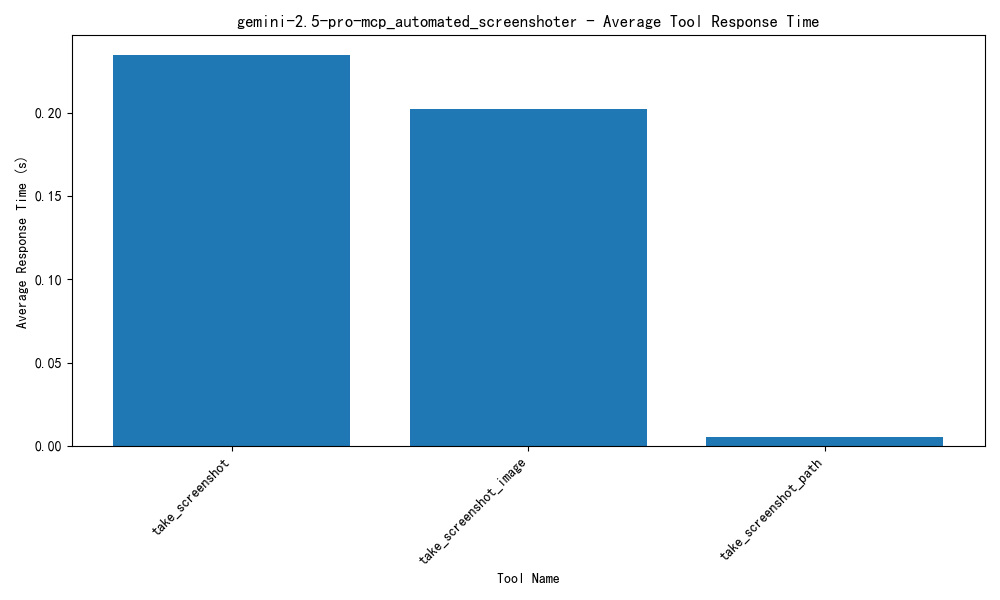 gemini-2.5-pro-mcp_automated_screenshoter - Average Tool Response Time
Average Response Time (s)
0.20
0.15
0.10
0.05
0.00
take_screenshot
take_screenshot_image
take_screenshot_path
Tool Name